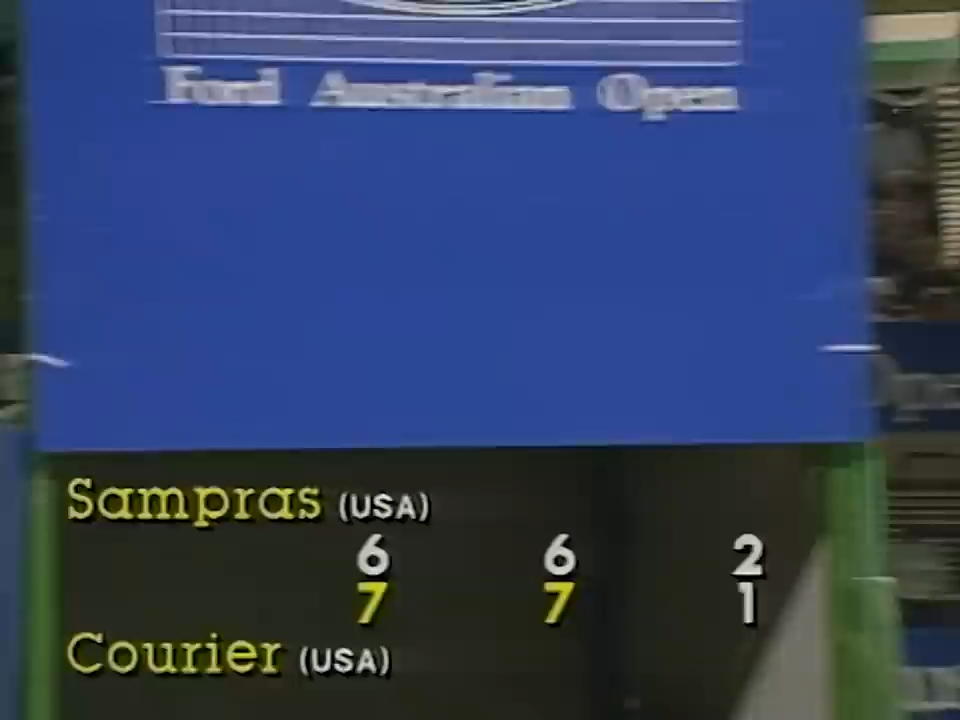 Ford Australian Open
Sampras (USA)
6 6 2
7 7 1
Courier (USA)